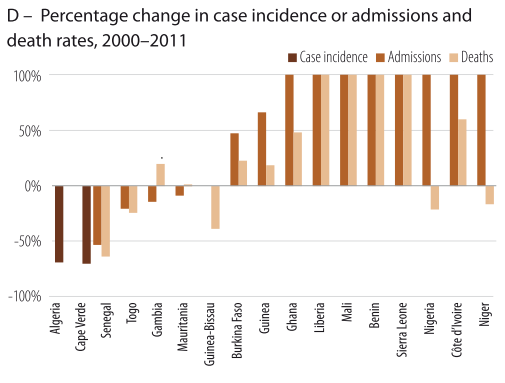 D – Percentage change in case incidence or admissions and
death rates, 2000–2011
Case incidence Admissions Deaths
100%
50%
0%
-50%
-100%
Algeria
Cape Verde
Senegal
Togo
Gambia
Mauritania
Guinea-Bissau
Burkina Faso
Guinea
Ghana
Liberia
Mali
Benin
Sierra Leone
Nigeria
Côte d'Ivoire
Niger